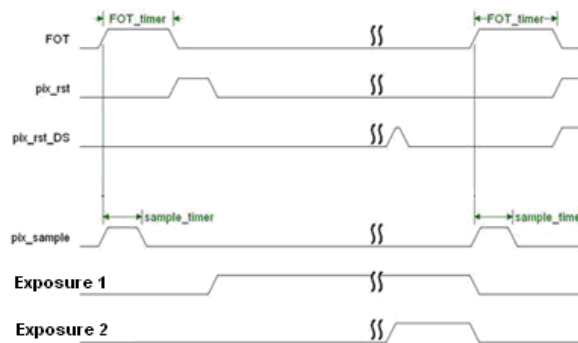 FOT_timer
FOT_timer
FOT
pix_rst
pix_rst_DS
sample_timer
sample_time
pix_sample
Exposure 1
Exposure 2